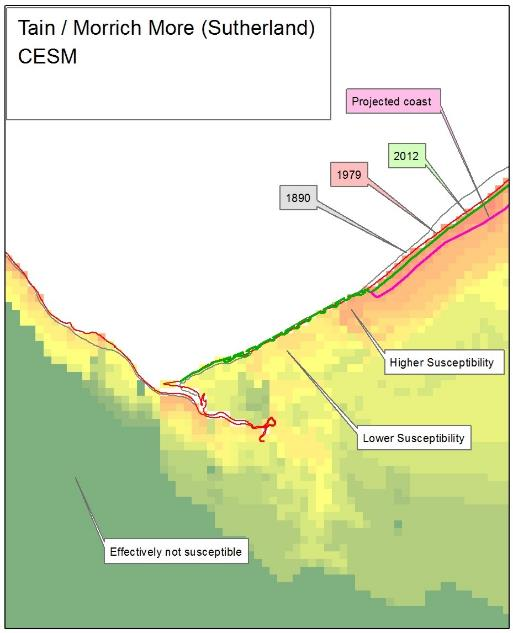 Tain / Morrich More (Sutherland)
CESM
Projected coast
2012
1979
1890
Higher Susceptibility
Lower Susceptibility
Effectively not susceptible